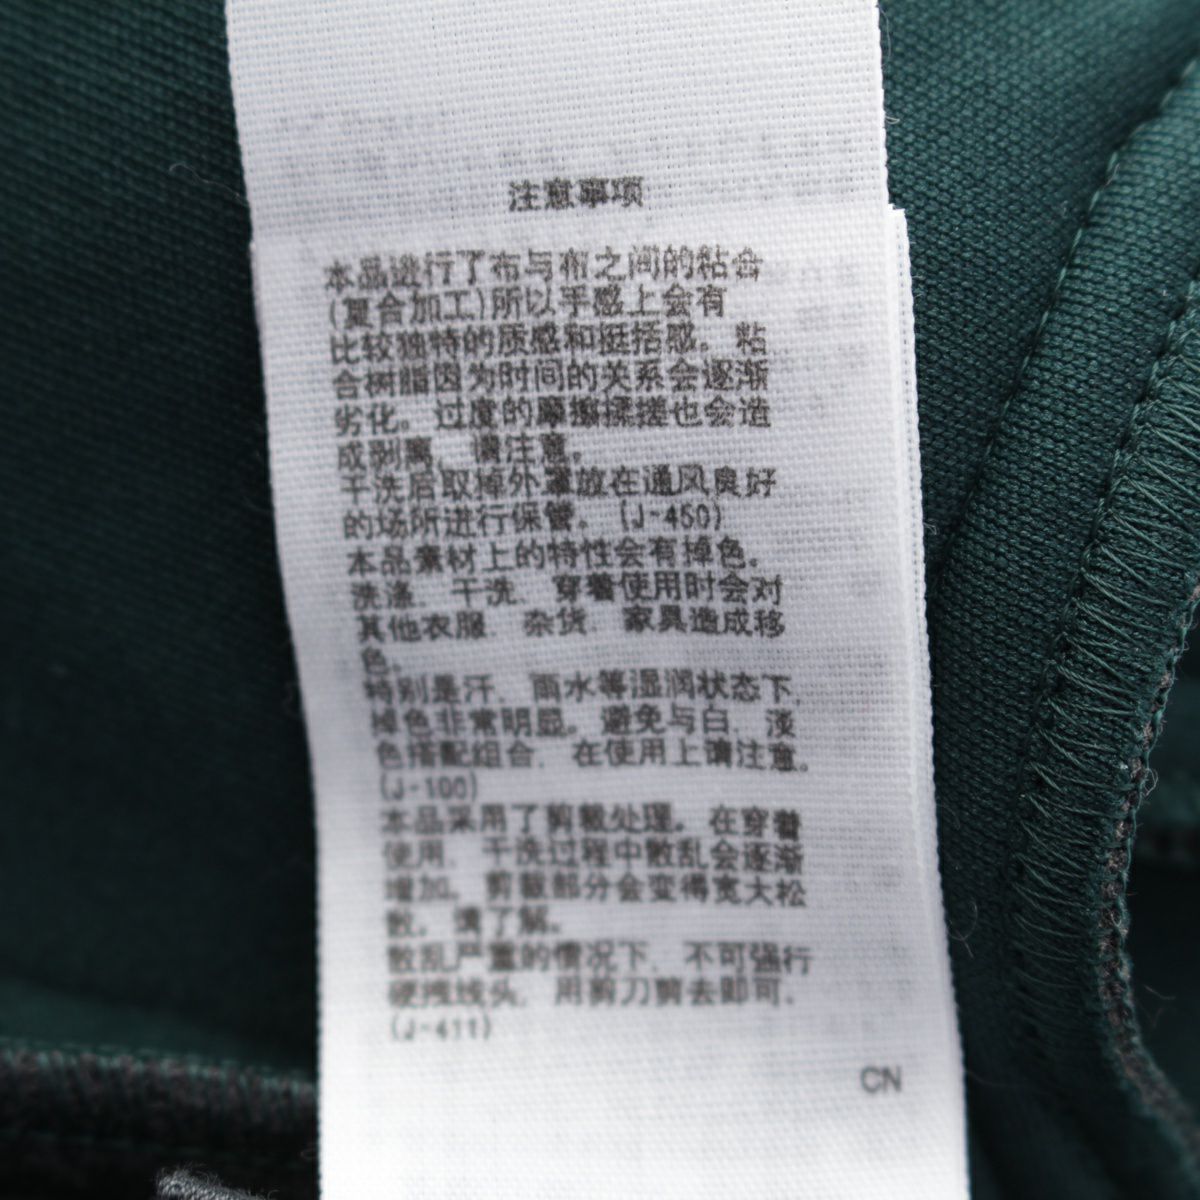 注意事项
本品进行了布与布之间的粘合
(复合加工)所以手感上会有
比较独特的质感和挺括感。粘
合树脂因为时间的关系会逐渐
劣化。过度的摩擦揉搓也会造
成剥离，请注意。
干洗后取掉外罩放在通风良好
的场所进行保管。(J-450)
本品素材上的特性会有掉色。
洗涤，干洗，穿着使用时会对
其他衣服，杂货，家具造成移
色。
特别是汗，雨水等湿润状态下，
掉色非常明显。避免与白，淡
色搭配组合，在使用上请注意。
(J-100)
本品采用了剪裁处理。在穿着
使用，干洗过程中散乱会逐渐
增加。剪裁部分会变得宽大松
散。请了解。
散乱严重的情况下，不可强行
硬拽线头，用剪刀剪去即可。
(J-411)
CN